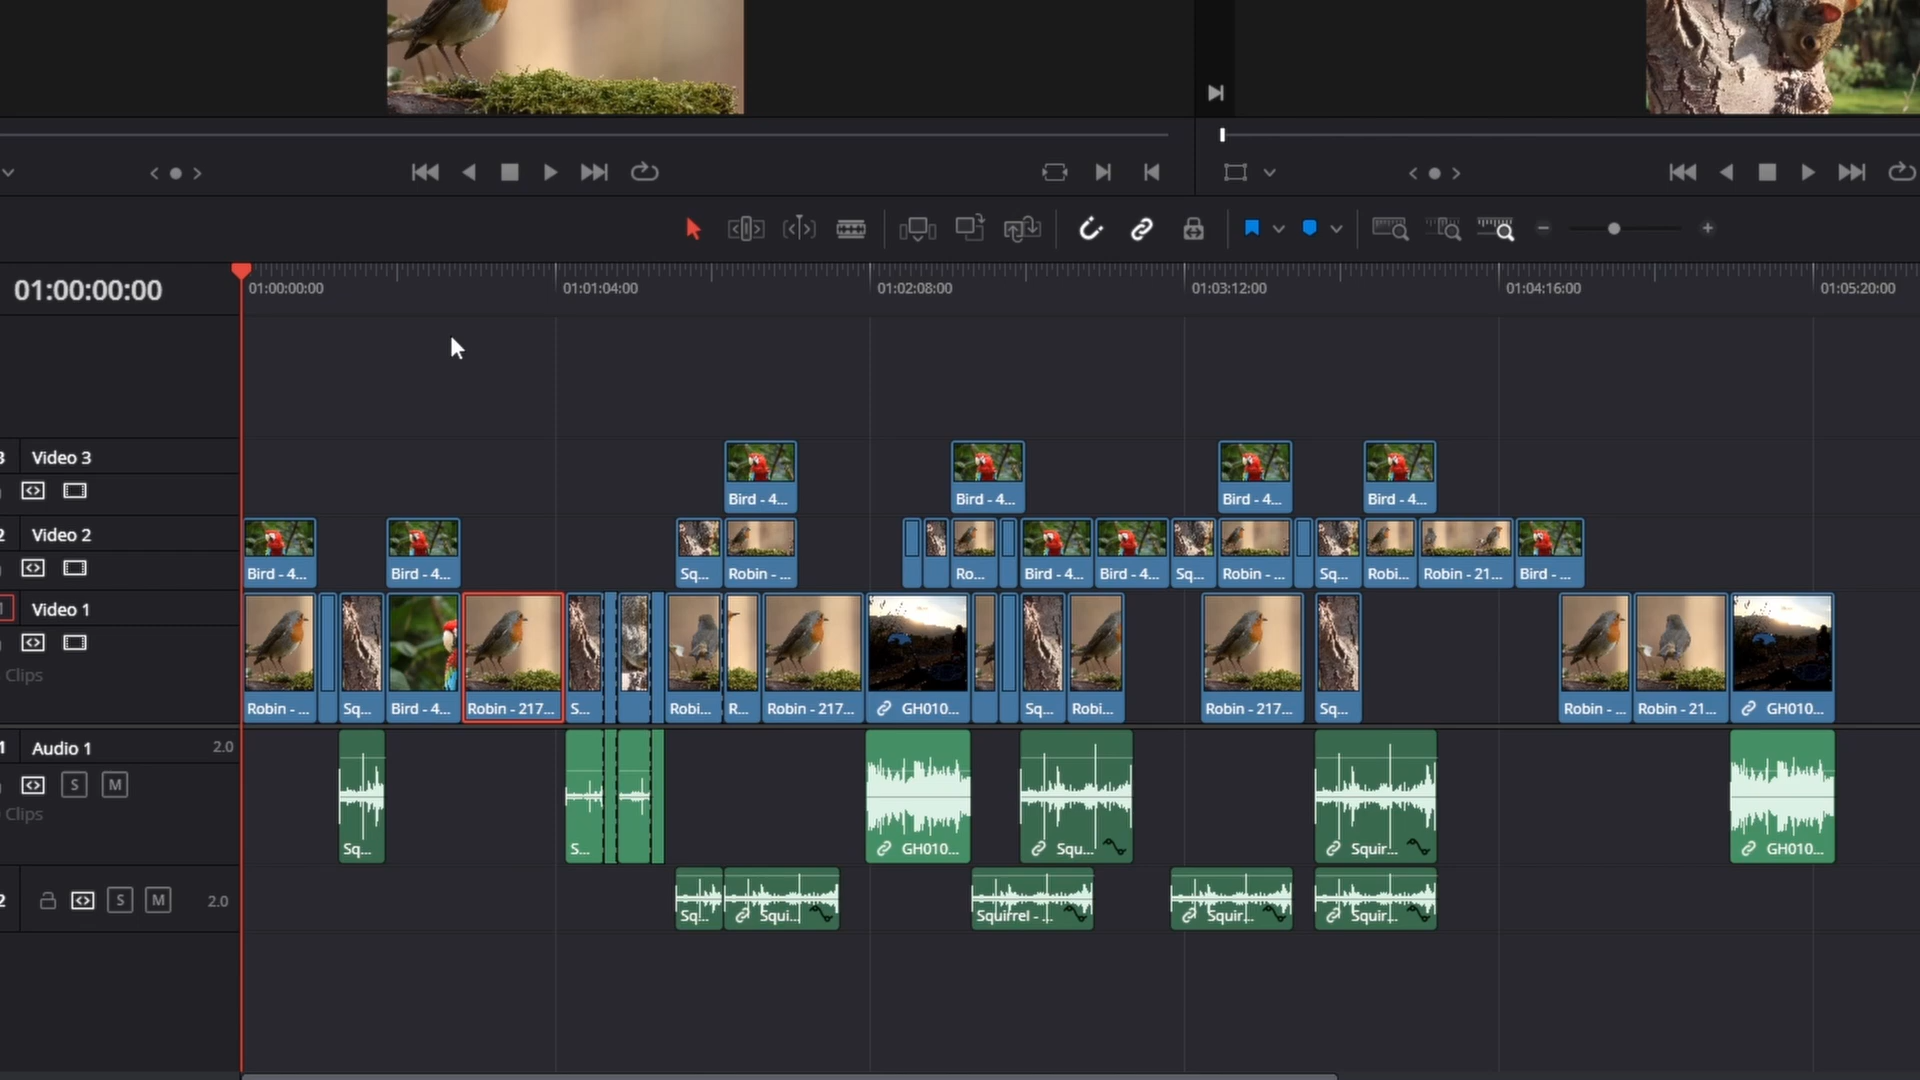 01:00:00:00
01:00:00:00 01:01:04:00 01:02:08:00 01:03:12:00 01:04:16:00 01:05:20:00
3 Video 3
Bird - 4... Bird - 4... Bird - 4... Bird - 4...
2 Video 2
Bird - 4... Bird - 4... Sq... Robin - ... Ro... Bird - 4... Bird - 4... Sq... Robin - ... Sq... Robi... Robin - 21... Bird - ...
Video 1
Clips
Robin - ... Sq... Bird - 4... Robin - 217... S... Robi... R... Robin - 217... GH010... Sq... Robi... Robin - 217... Sq... Robin - ... Robin - 21... GH010...
1 Audio 1 2.0
S M
Clips
Sq... S... GH010... Squ... Squir... GH010...
2 S M 2.0
Sq... Squi... Squirrel - ... Squir... Squir...